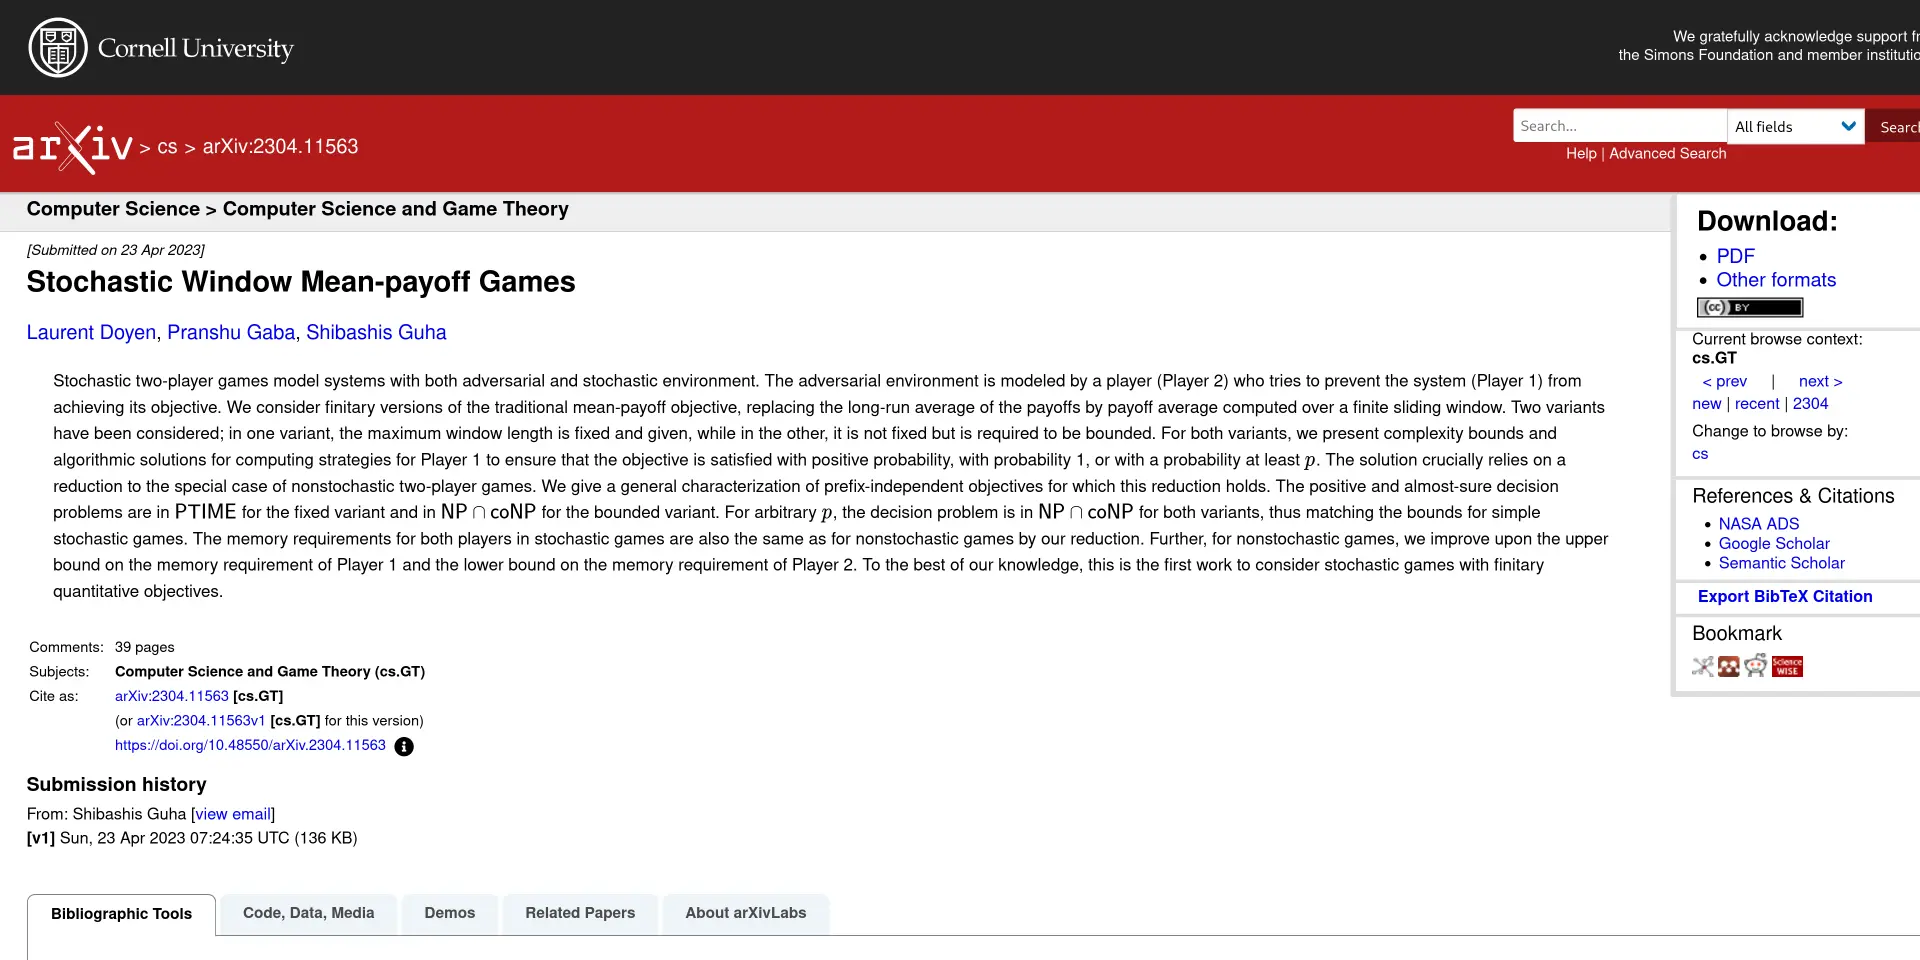 Cornell University
We gratefully acknowledge support
the Simons Foundation and member
arXiv > cs > arXiv:2304.11563
Search...
All fields
Help | Advanced Search
Computer Science > Computer Science and Game Theory
[Submitted on 23 Apr 2023]
Stochastic Window Mean-payoff Games
Laurent Doyen, Pranshu Gaba, Shibashis Guha
Stochastic two-player games model systems with both adversarial and stochastic environment. The adversarial environment is modeled by a player (Player 2) who tries to prevent the system (Player 1) from
achieving its objective. We consider finitary versions of the traditional mean-payoff objective, replacing the long-run average of the payoffs by payoff average computed over a finite sliding window. Two variants
have been considered; in one variant, the maximum window length is fixed and given, while in the other, it is not fixed but is required to be bounded. For both variants, we present complexity bounds and
algorithmic solutions for computing strategies for Player 1 to ensure that the objective is satisfied with positive probability, with probability 1, or with a probability at least p. The solution crucially relies on a
reduction to the special case of nonstochastic two-player games. We give a general characterization of prefix-independent objectives for which this reduction holds. The positive and almost-sure decision
problems are in PTIME for the fixed variant and in NP ∩ coNP for the bounded variant. For arbitrary p, the decision problem is in NP ∩ coNP for both variants, thus matching the bounds for simple
stochastic games. The memory requirements for both players in stochastic games are also the same as for nonstochastic games by our reduction. Further, for nonstochastic games, we improve upon the upper
bound on the memory requirement of Player 1 and the lower bound on the memory requirement of Player 2. To the best of our knowledge, this is the first work to consider stochastic games with finitary
quantitative objectives.
Comments: 39 pages
Subjects: Computer Science and Game Theory (cs.GT)
Cite as: arXiv:2304.11563 [cs.GT]
(or arXiv:2304.11563v1 [cs.GT] for this version)
https://doi.org/10.48550/arXiv.2304.11563
Submission history
From: Shibashis Guha [view email]
[v1] Sun, 23 Apr 2023 07:24:35 UTC (136 KB)
Bibliographic Tools
Code, Data, Media
Demos
Related Papers
About arXivLabs
Download:
PDF
Other formats
(cc) BY
Current browse context:
cs.GT
< prev | next >
new | recent | 2304
Change to browse by:
cs
References & Citations
NASA ADS
Google Scholar
Semantic Scholar
Export BibTeX Citation
Bookmark
Science
WISE